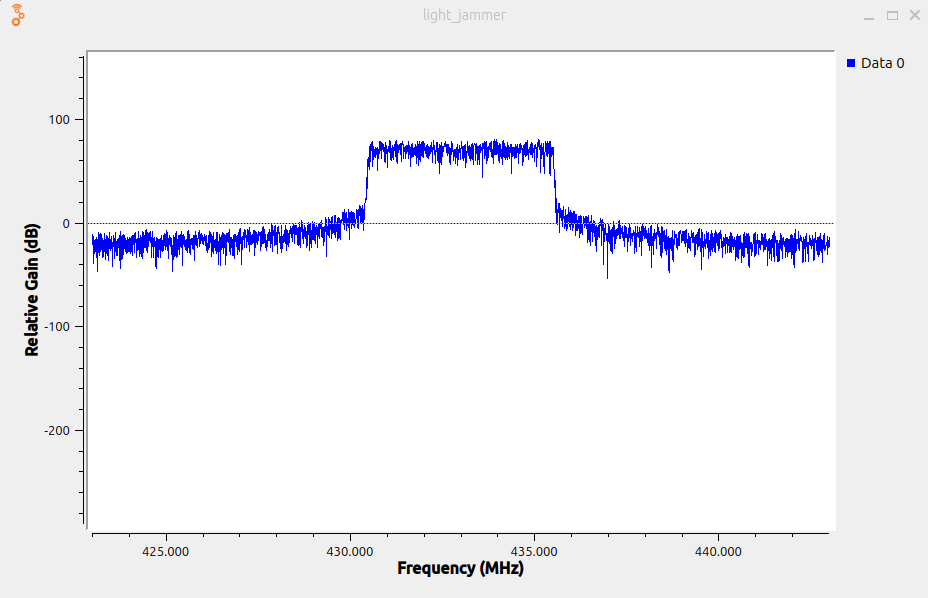 light_jammer
Data 0
100
0
-100
-200
Relative Gain (dB)
425.000 430.000 435.000 440.000
Frequency (MHz)